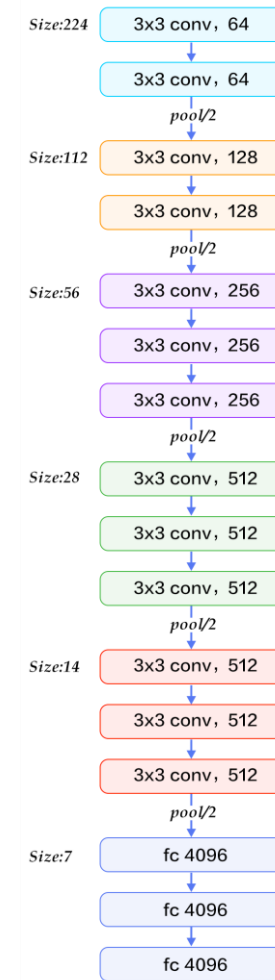 Size:224 3x3 conv, 64
3x3 conv, 64
pool/2
Size:112 3x3 conv, 128
3x3 conv, 128
pool/2
Size:56 3x3 conv, 256
3x3 conv, 256
3x3 conv, 256
pool/2
Size:28 3x3 conv, 512
3x3 conv, 512
3x3 conv, 512
pool/2
Size:14 3x3 conv, 512
3x3 conv, 512
3x3 conv, 512
pool/2
Size:7 fc 4096
fc 4096
fc 4096